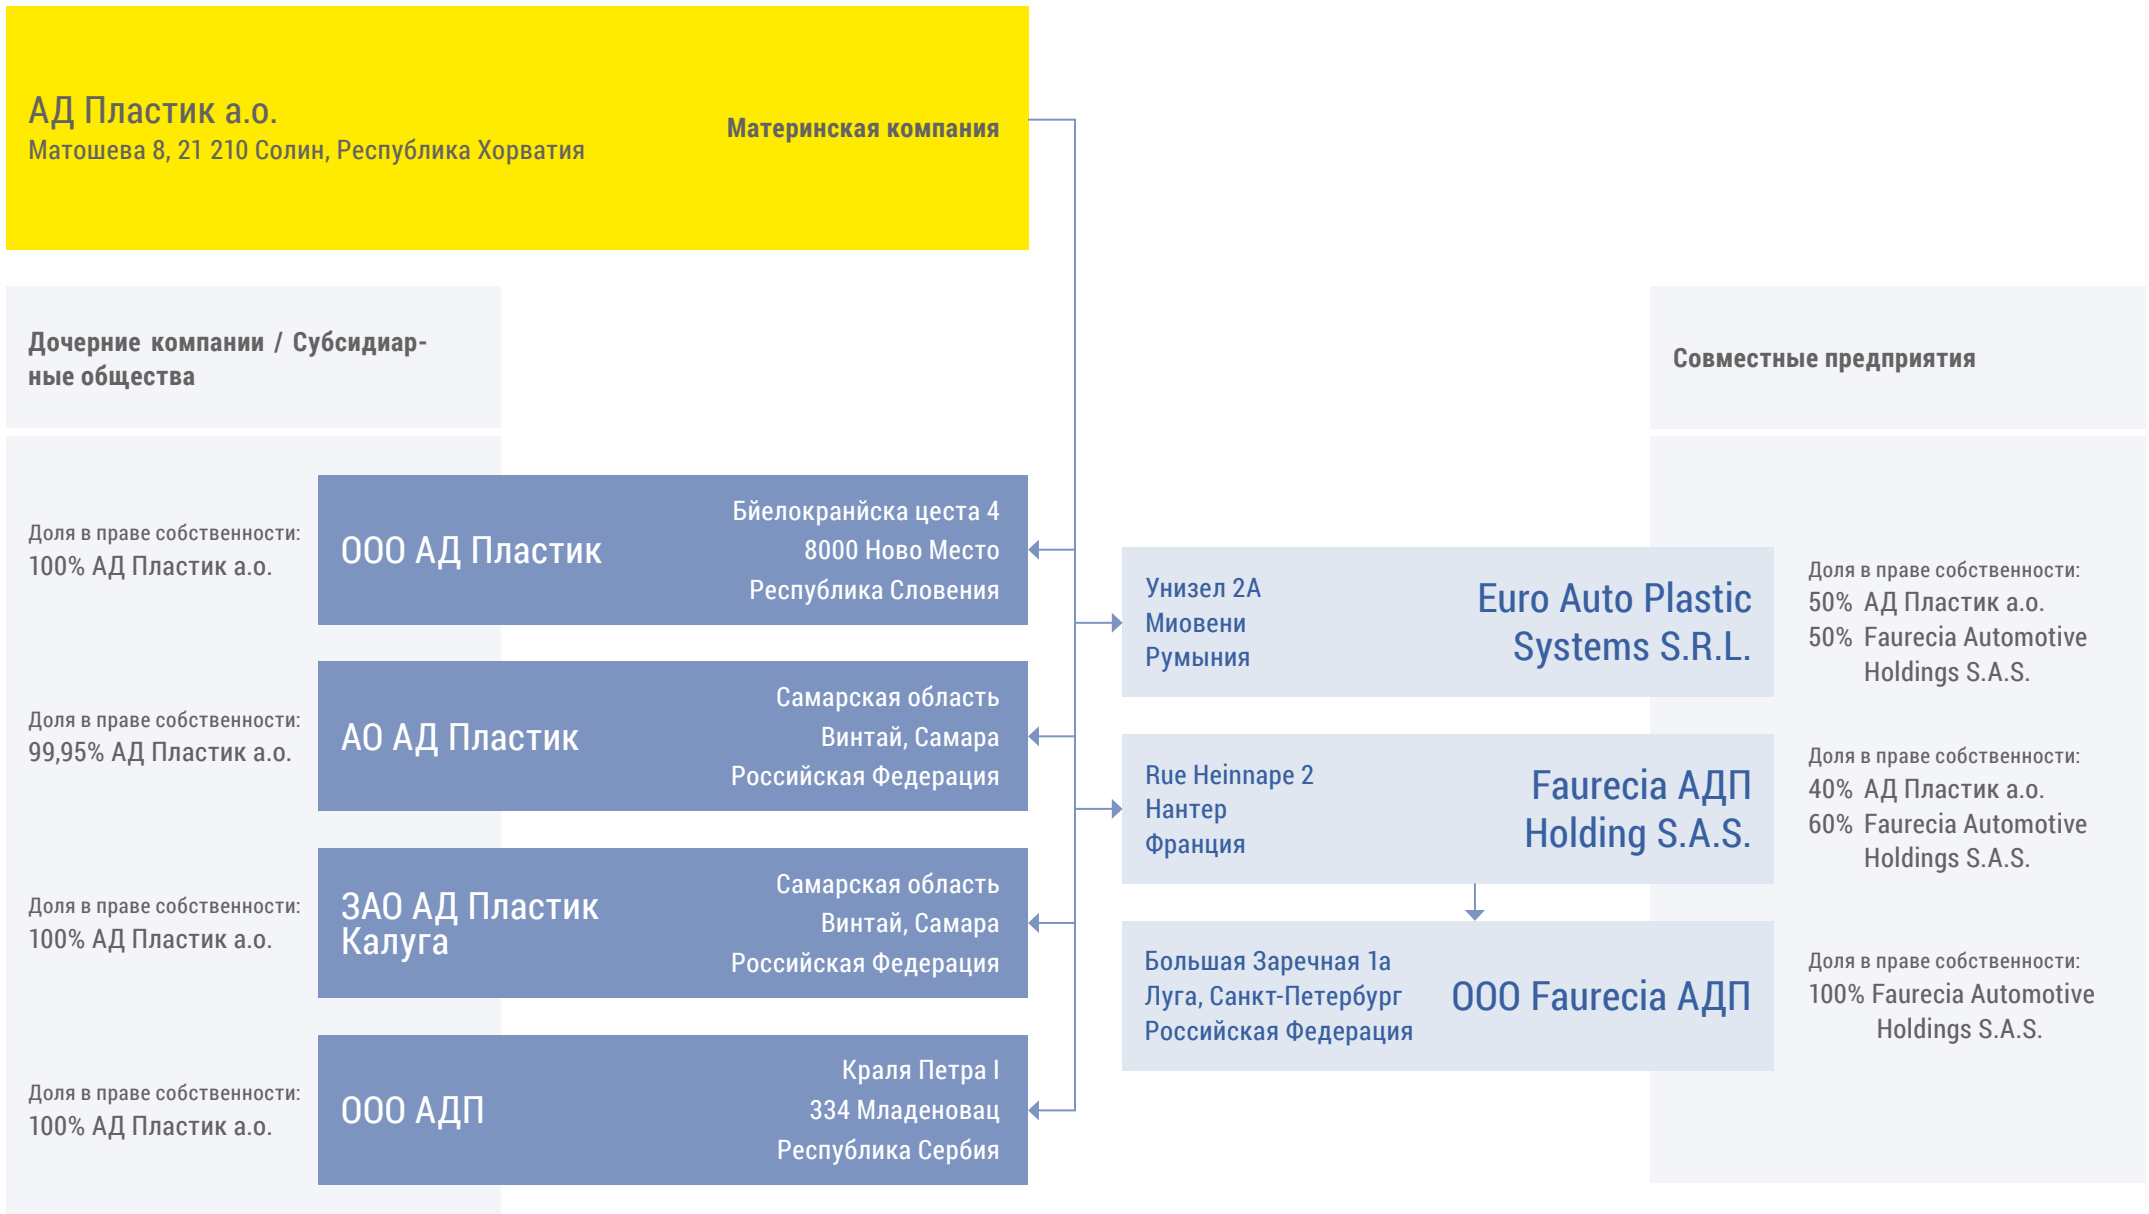 АД Пластик а.о.
Матошева 8, 21 210 Солин, Республика Хорватия
Материнская компания
Дочерние компании / Субсидиар-
ные общества
Доля в праве собственности:
100% АД Пластик а.о.
ООО АД Пластик
Бйелокранйска цеста 4
8000 Ново Место
Республика Словения
Доля в праве собственности:
99,95% АД Пластик а.о.
АО АД Пластик
Самарская область
Винтай, Самара
Российская Федерация
Доля в праве собственности:
100% АД Пластик а.о.
ЗАО АД Пластик
Калуга
Самарская область
Винтай, Самара
Российская Федерация
Доля в праве собственности:
100% АД Пластик а.о.
ООО АДП
Краля Петра I
334 Младеновац
Республика Сербия
Совместные предприятия
Унизел 2А
Миовени
Румыния
Euro Auto Plastic
Systems S.R.L.
Доля в праве собственности:
50% АД Пластик а.о.
50% Faurecia Automotive
Holdings S.A.S.
Rue Heinnape 2
Нантер
Франция
Faurecia АДП
Holding S.A.S.
Доля в праве собственности:
40% АД Пластик а.о.
60% Faurecia Automotive
Holdings S.A.S.
Большая Заречная 1а
Луга, Санкт-Петербург
Российская Федерация
ООО Faurecia АДП
Доля в праве собственности:
100% Faurecia Automotive
Holdings S.A.S.